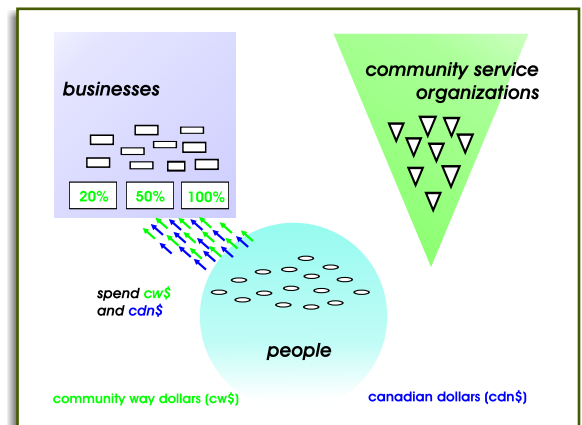 businesses
community service
organizations
20% 50% 100%
spend cw$
and cdn$
people
community way dollars (cw$)
canadian dollars (cdn$)